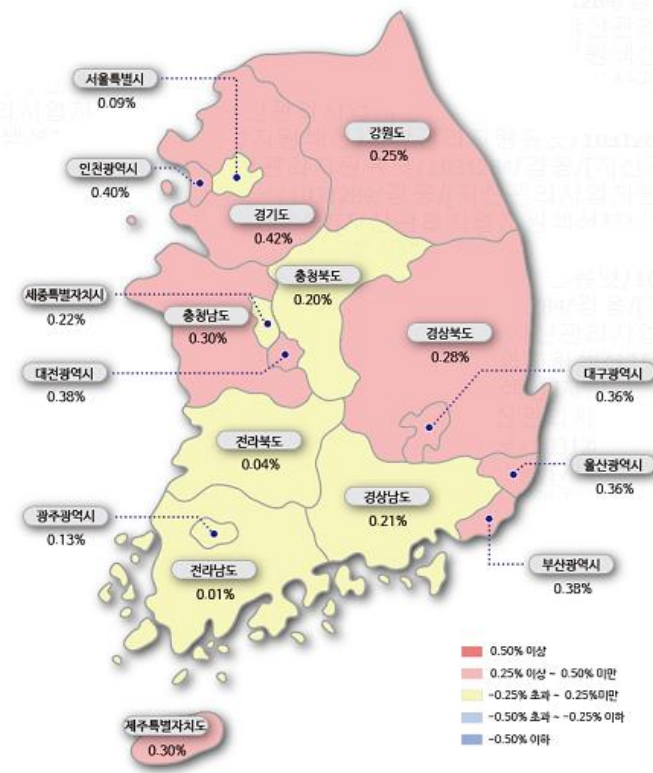 서울특별시
0.09%
강원도
0.25%
인천광역시
0.40%
경기도
0.42%
충청북도
0.20%
세종특별자치시
0.22%
충청남도
0.30%
경상북도
0.28%
대전광역시
0.38%
대구광역시
0.36%
전라북도
0.04%
울산광역시
0.36%
경상남도
0.21%
광주광역시
0.13%
전라남도
0.01%
부산광역시
0.38%
제주특별자치도
0.30%
0.50% 이상
0.25% 이상 ~ 0.50% 미만
-0.25% 초과 ~ 0.25%미만
-0.50% 초과 ~ -0.25% 이하
-0.50% 이하